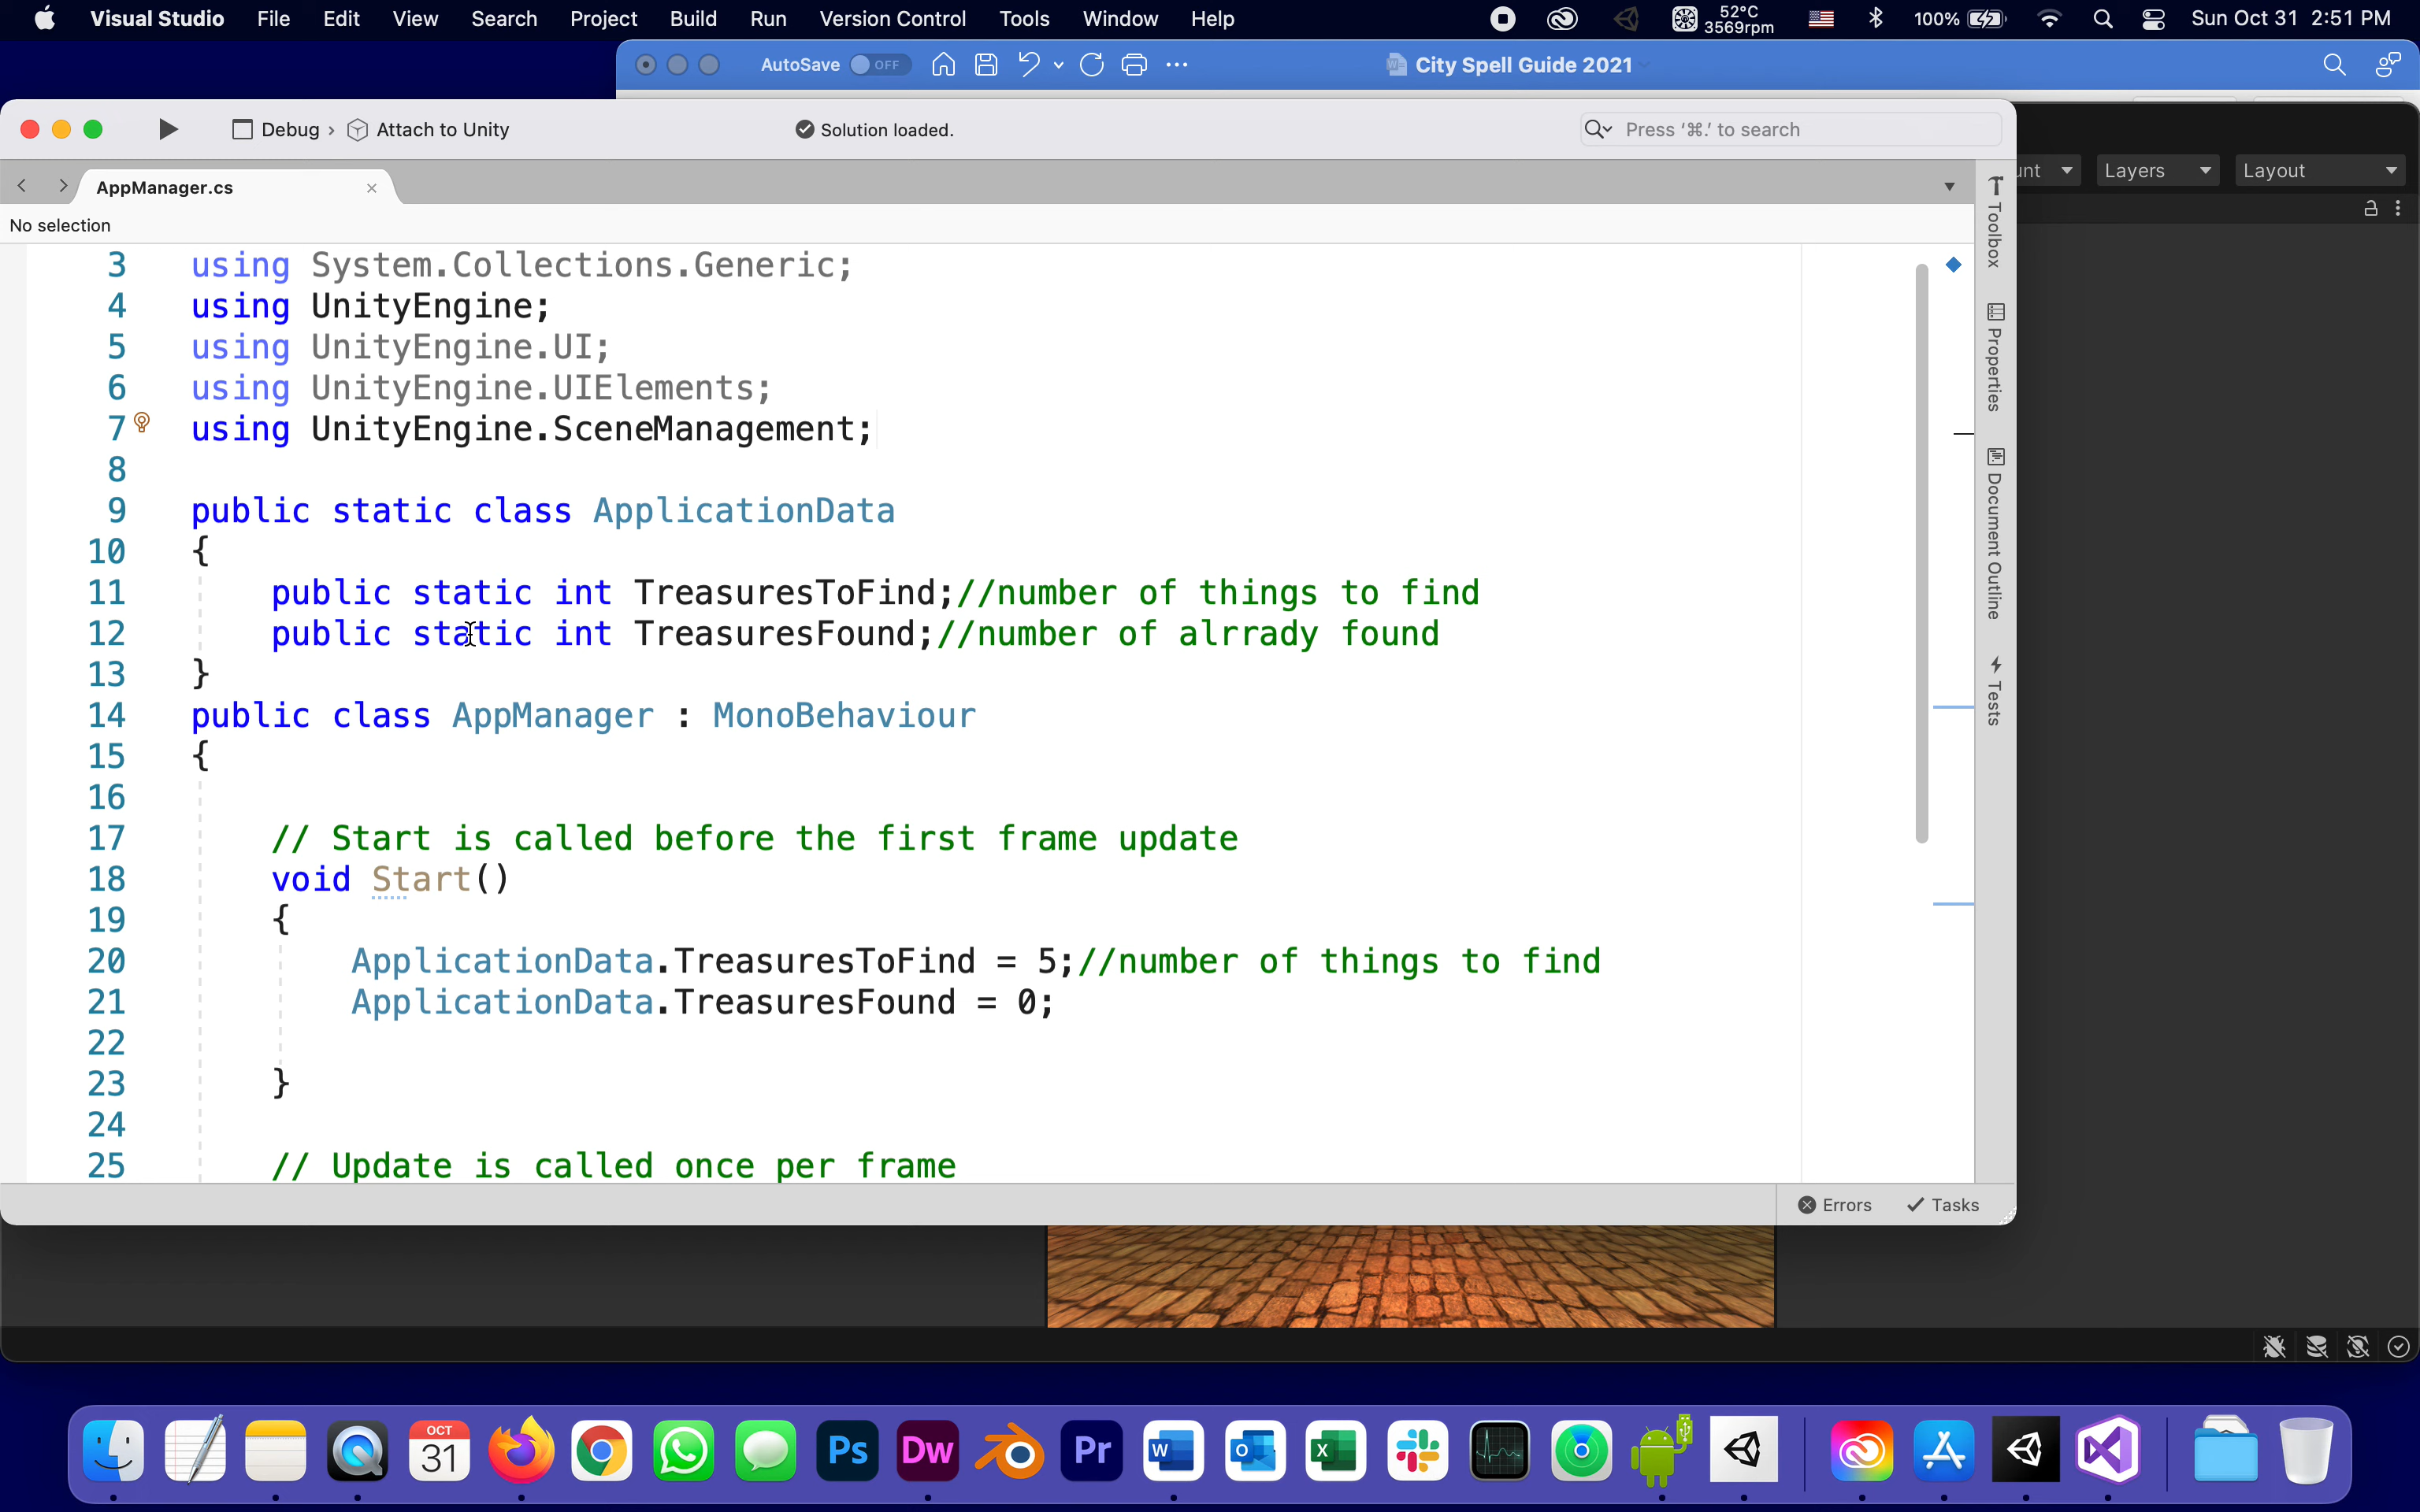 Visual Studio File Edit View Search Project Build Run Version Control Tools Window Help 52°C 3569rpm 100% Sun Oct 31 2:51 PM
AutoSave OFF City Spell Guide 2021
Debug › Attach to Unity Solution loaded. Press ‘⌘.’ to search
unt Layers Layout
AppManager.cs
No selection
3 using System.Collections.Generic;
4 using UnityEngine;
5 using UnityEngine.UI;
6 using UnityEngine.UIElements;
7 using UnityEngine.SceneManagement;
8
9 public static class ApplicationData
10 {
11 public static int TreasuresToFind;//number of things to find
12 public static int TreasuresFound;//number of alrrady found
13 }
14 public class AppManager : MonoBehaviour
15 {
16
17 // Start is called before the first frame update
18 void Start()
19 {
20 ApplicationData.TreasuresToFind = 5;//number of things to find
21 ApplicationData.TreasuresFound = 0;
22
23 }
24
25 // Update is called once per frame
Toolbox
Properties
Document Outline
Tests
Errors Tasks
OCT
31
Ps Dw Pr W O X